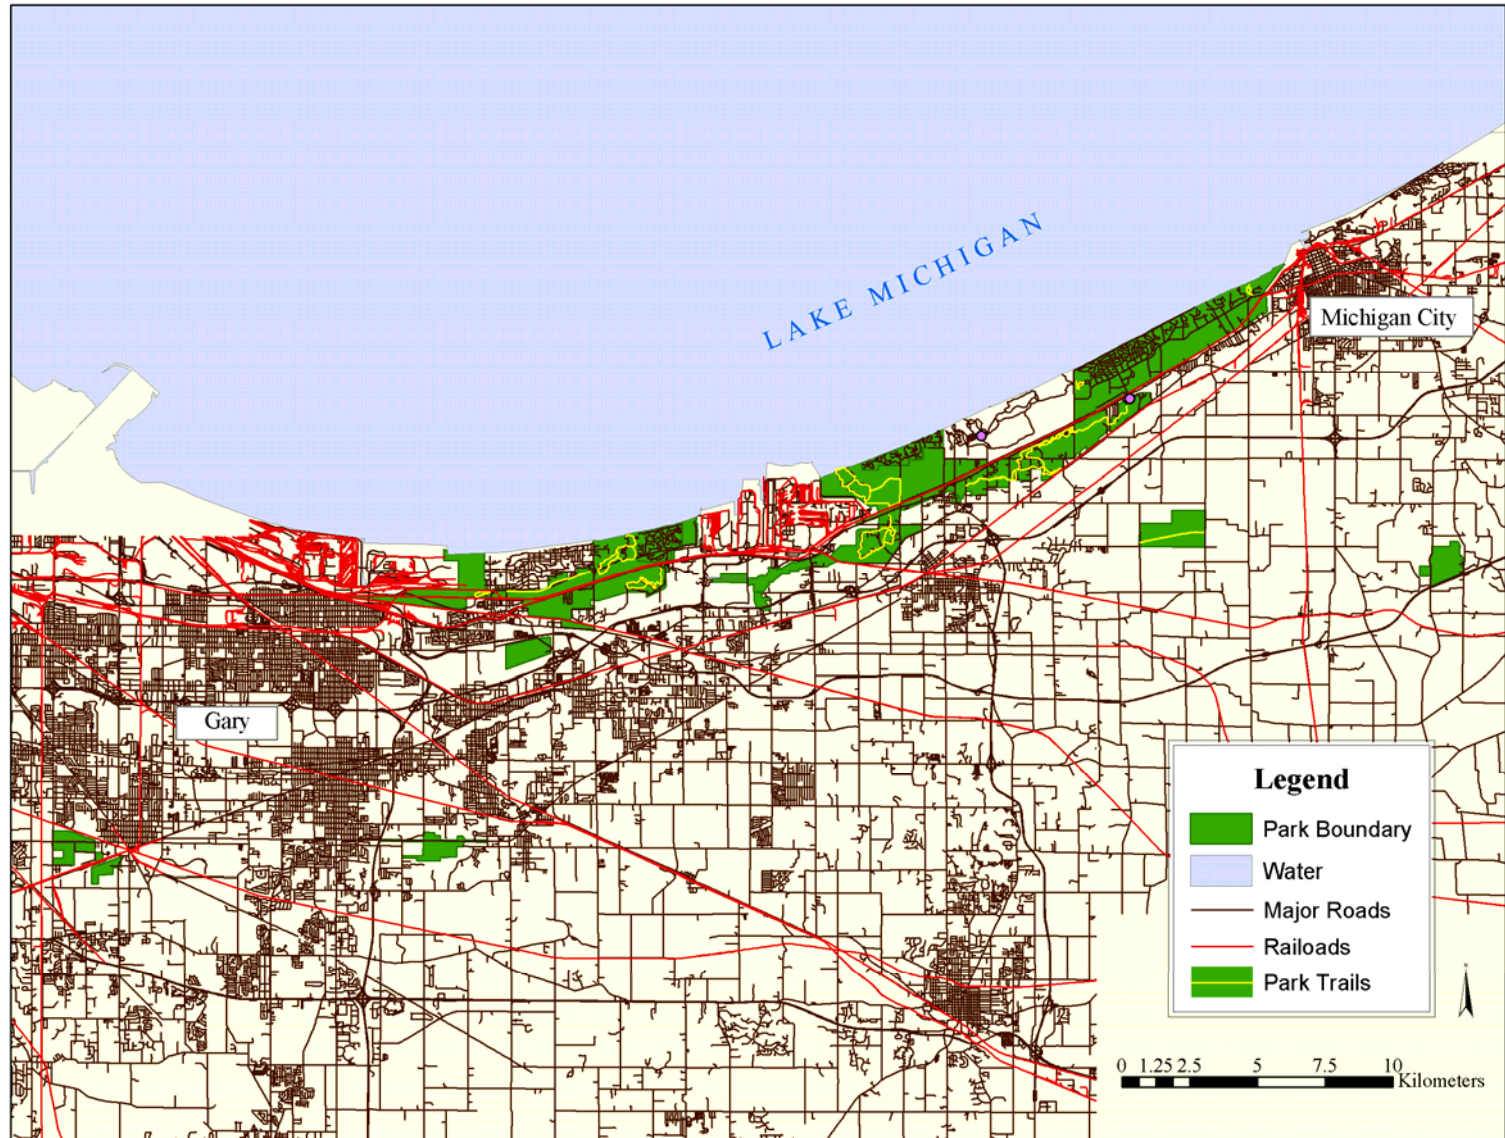 LAKE MICHIGAN
Michigan City
Gary
Legend
Park Boundary
Water
Major Roads
Railoads
Park Trails
0 1.25 2.5 5 7.5 10
Kilometers